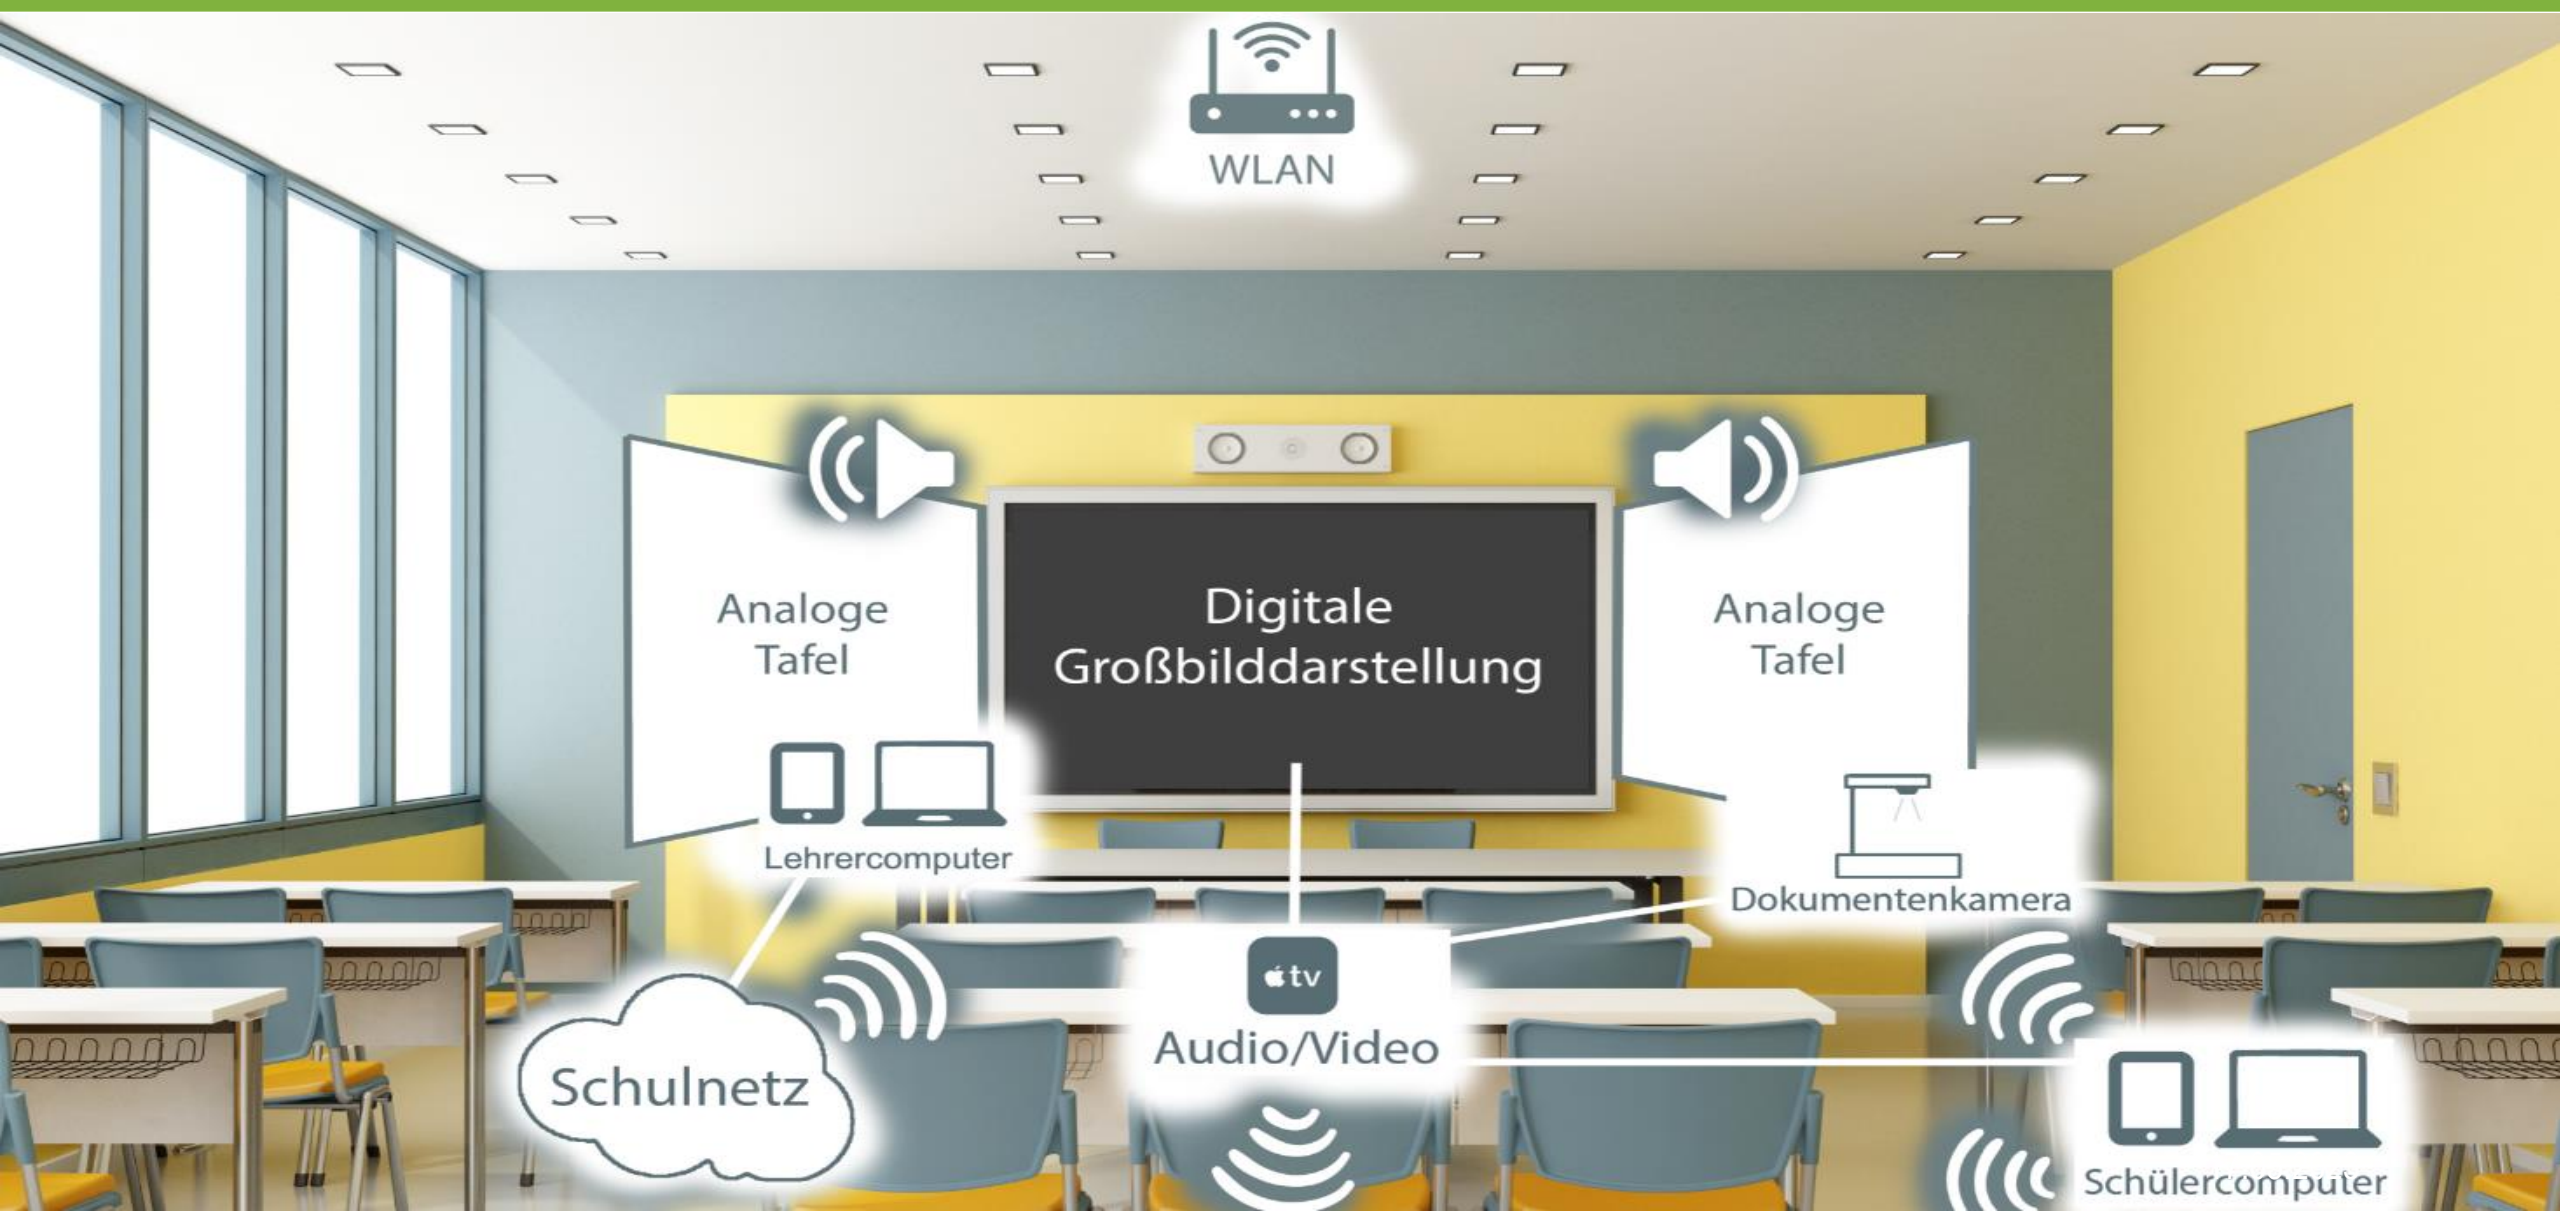 WLAN
Analoge
Tafel
Digitale
Großbilddarstellung
Analoge
Tafel
Lehrercomputer
Dokumentenkamera
tv
Audio/Video
Schulnetz
Schülercomputer